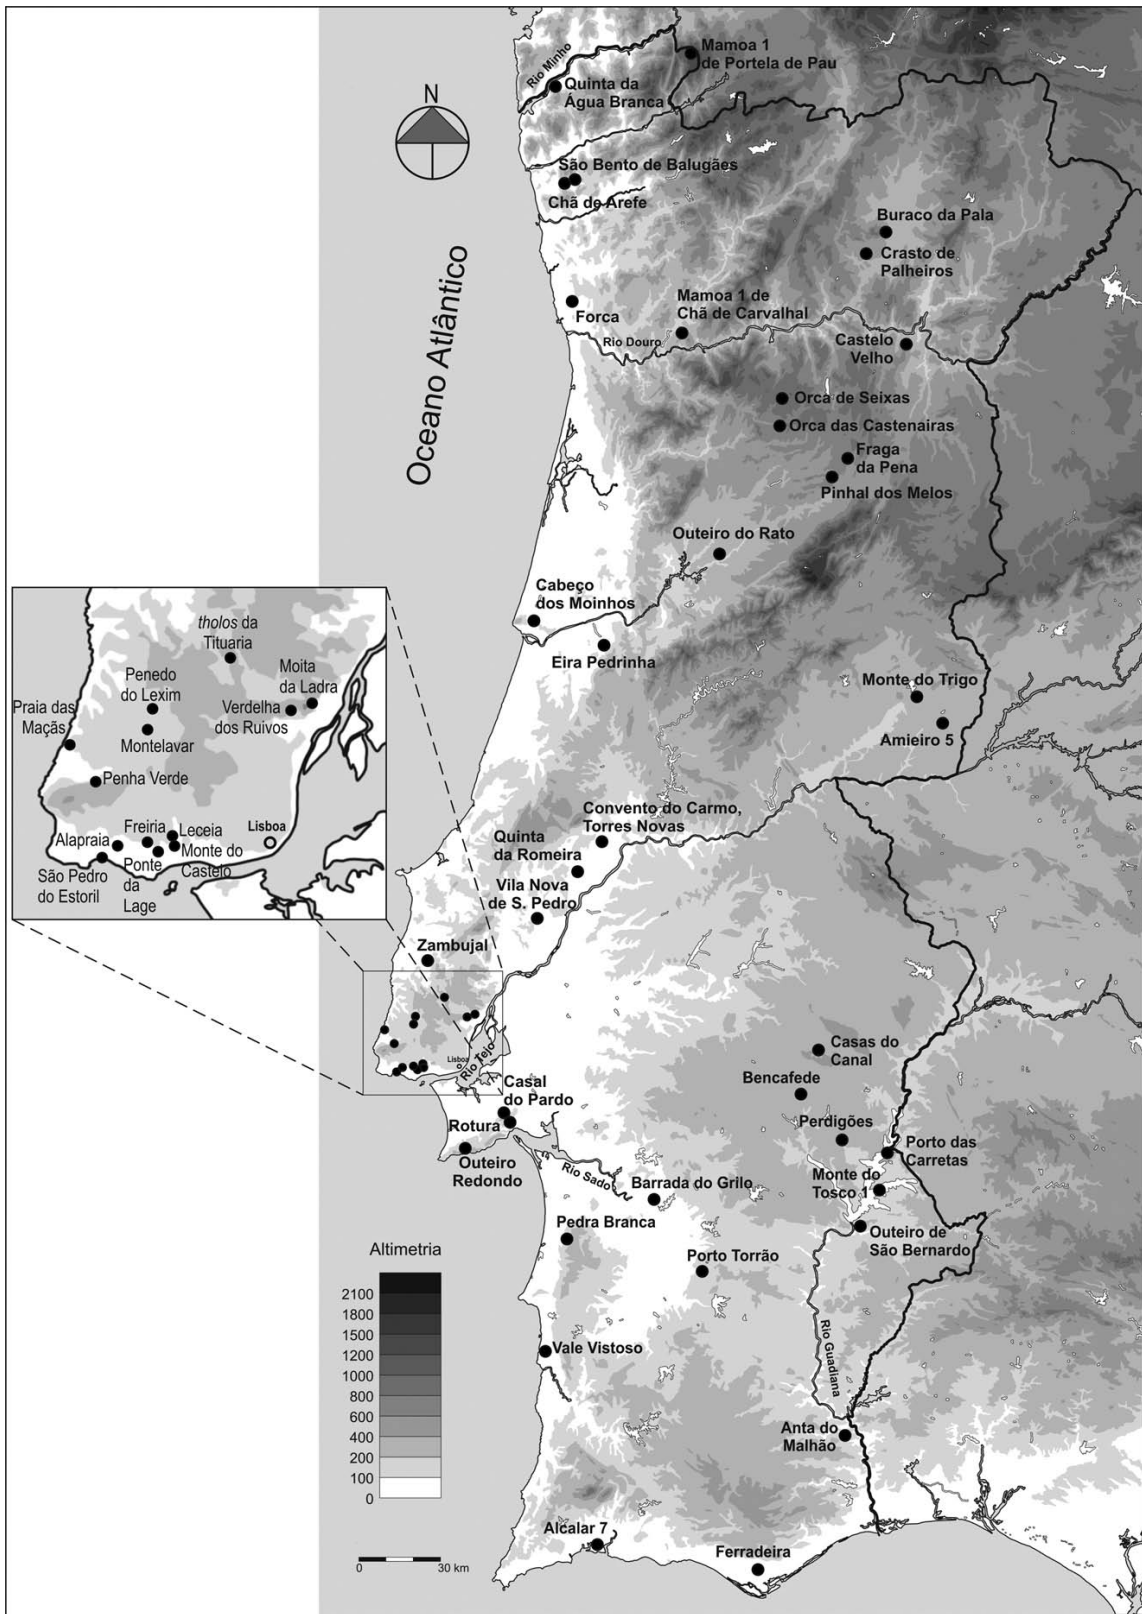 Mamoa 1
de Portela de Pau
Rio Minho
Quinta da
Água Branca
N
São Bento de Balugães
Chã de Arefe
Buraco da Pala
Crasto de
Palheiros
Oceano Atlântico
Forca
Mamoa 1 de
Chã de Carvalhal
Rio Douro
Castelo
Velho
Orca de Seixas
Orca das Castenairas
Fraga
da Pena
Pinhal dos Melos
Outeiro do Rato
Cabeço
dos Moinhos
Eira Pedrinha
Monte do Trigo
Amieiro 5
tholos da
Tituaria
Penedo
do Lexim
Moita
da Ladra
Praia das
Maçãs
Verdelha
dos Ruivos
Montelavar
Penha Verde
Alapraia
Freiria
Leceia
Lisboa
Monte do
Castelo
São Pedro
do Estoril
Ponte
da
Lage
Convento do Carmo,
Torres Novas
Quinta
da Romeira
Vila Nova
de S. Pedro
Zambujal
Lisboa
Rio Tejo
Casal
do Pardo
Rotura
Outeiro
Redondo
Rio Sado
Casas do
Canal
Bencafede
Perdigões
Porto das
Carretas
Monte do
Tosco 1
Barrada do Grilo
Outeiro de
São Bernardo
Pedra Branca
Porto Torrão
Rio Guadiana
Vale Vistoso
Anta do
Malhão
Alcalar 7
Ferradeira
Altimetria
2100
1800
1500
1200
1000
800
600
400
200
100
0
0 30 km